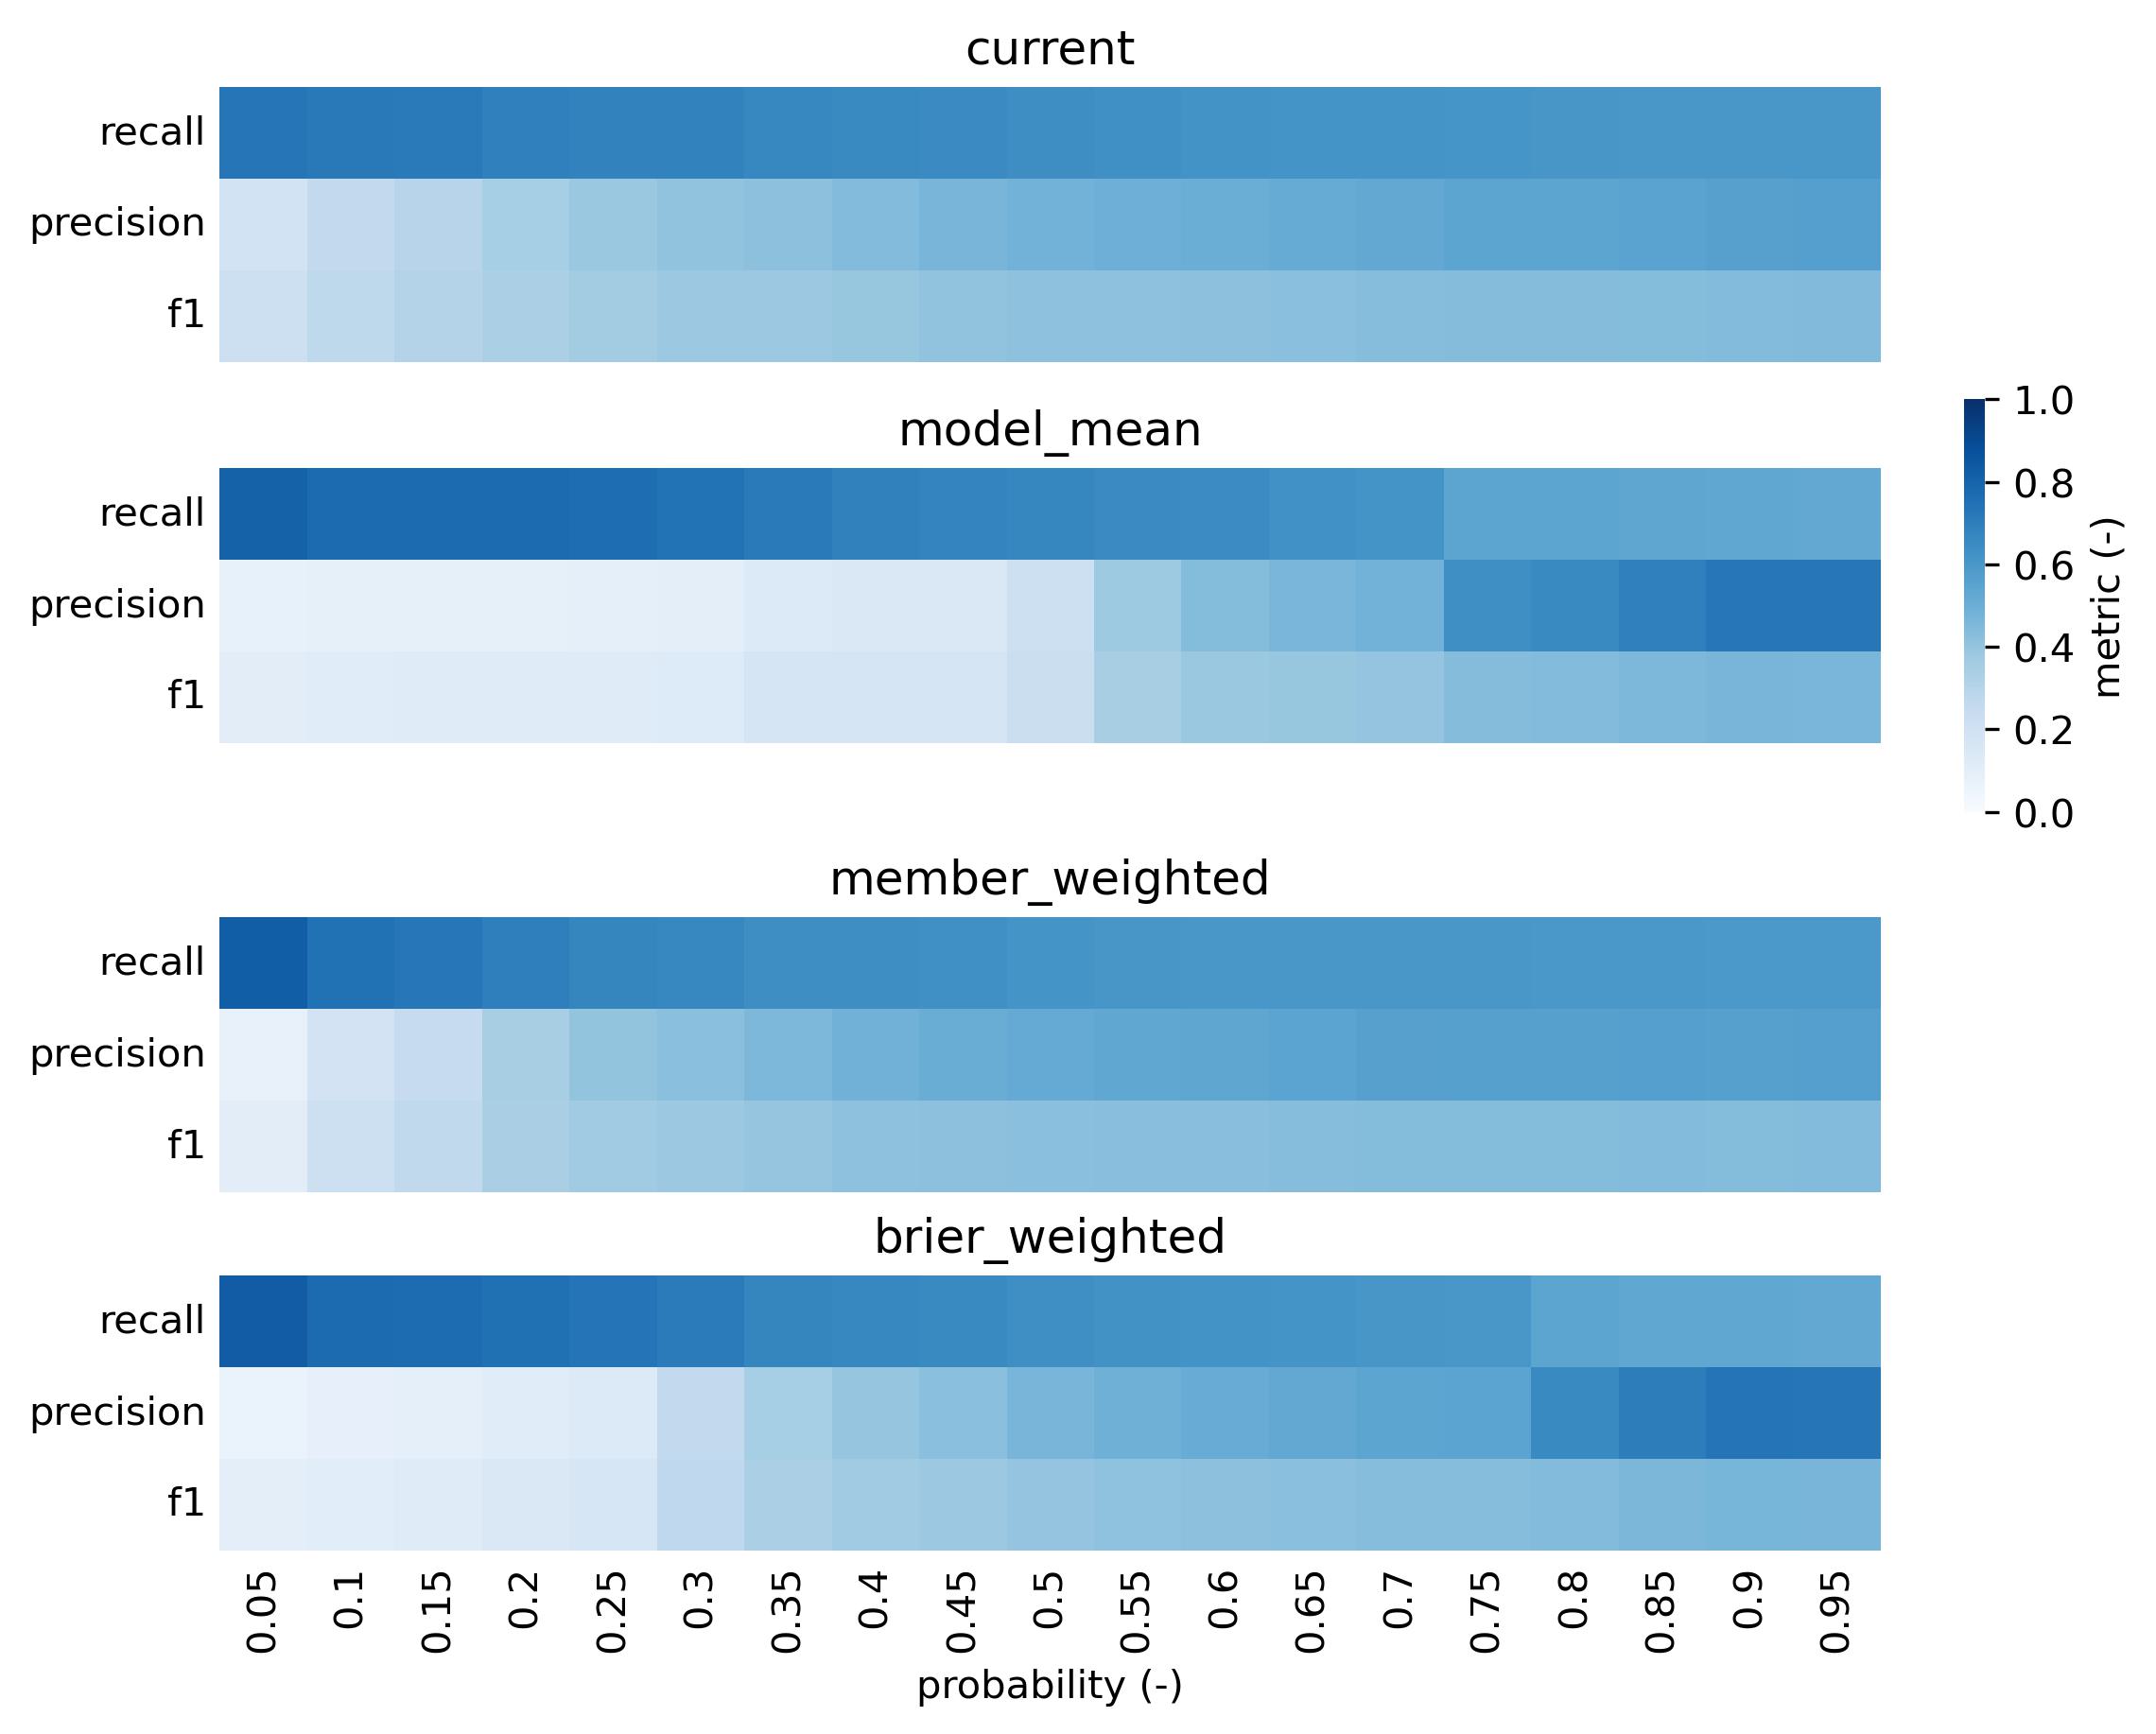 current
recall
precision
f1
model_mean
recall
precision
f1
1.0
0.8
0.6
0.4
0.2
0.0
metric (-)
member_weighted
recall
precision
f1
brier_weighted
recall
precision
f1
0.05 0.1 0.15 0.2 0.25 0.3 0.35 0.4 0.45 0.5 0.55 0.6 0.65 0.7 0.75 0.8 0.85 0.9 0.95
probability (-)